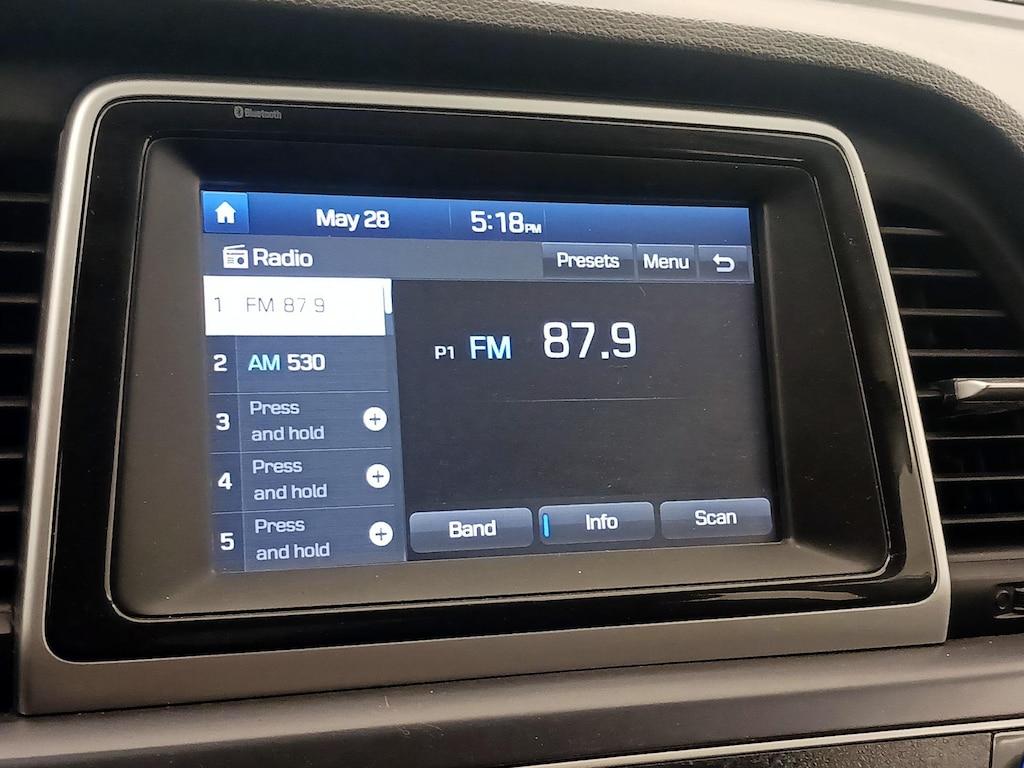 Bluetooth
May 28 5:18PM
Radio Presets Menu
1 FM 87.9
P1 FM 87.9
2 AM 530
3 Press
and hold
4 Press
and hold
5 Press
and hold
Band Info Scan